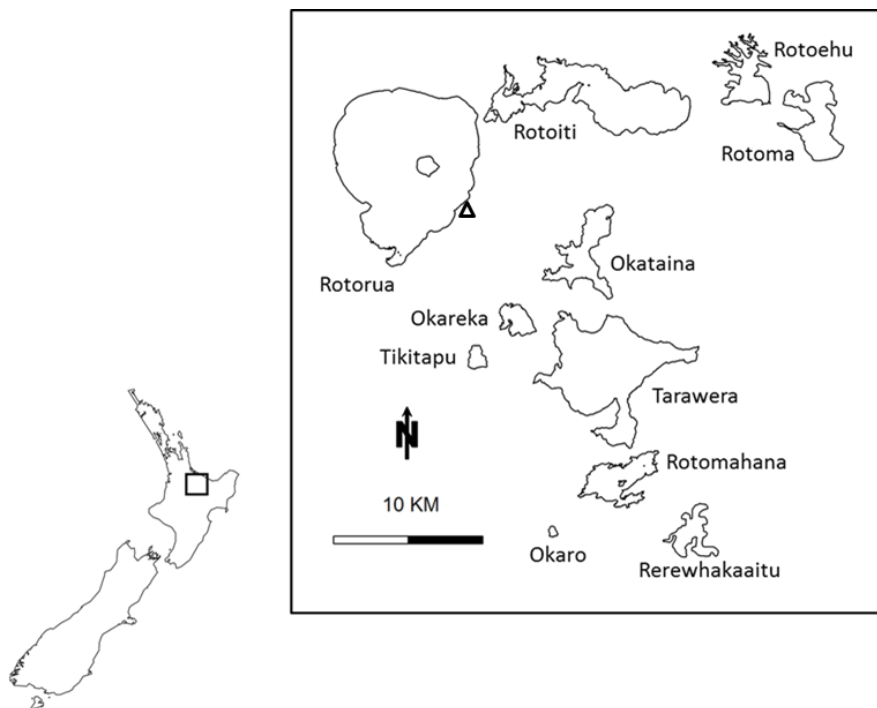 Rotoehu
Rotoiti
Rotoma
Okataina
Rotorua
Okareka
Tikitapu
Tarawera
N
Rotomahana
10 KM
Okaro
Rerewhakaaitu